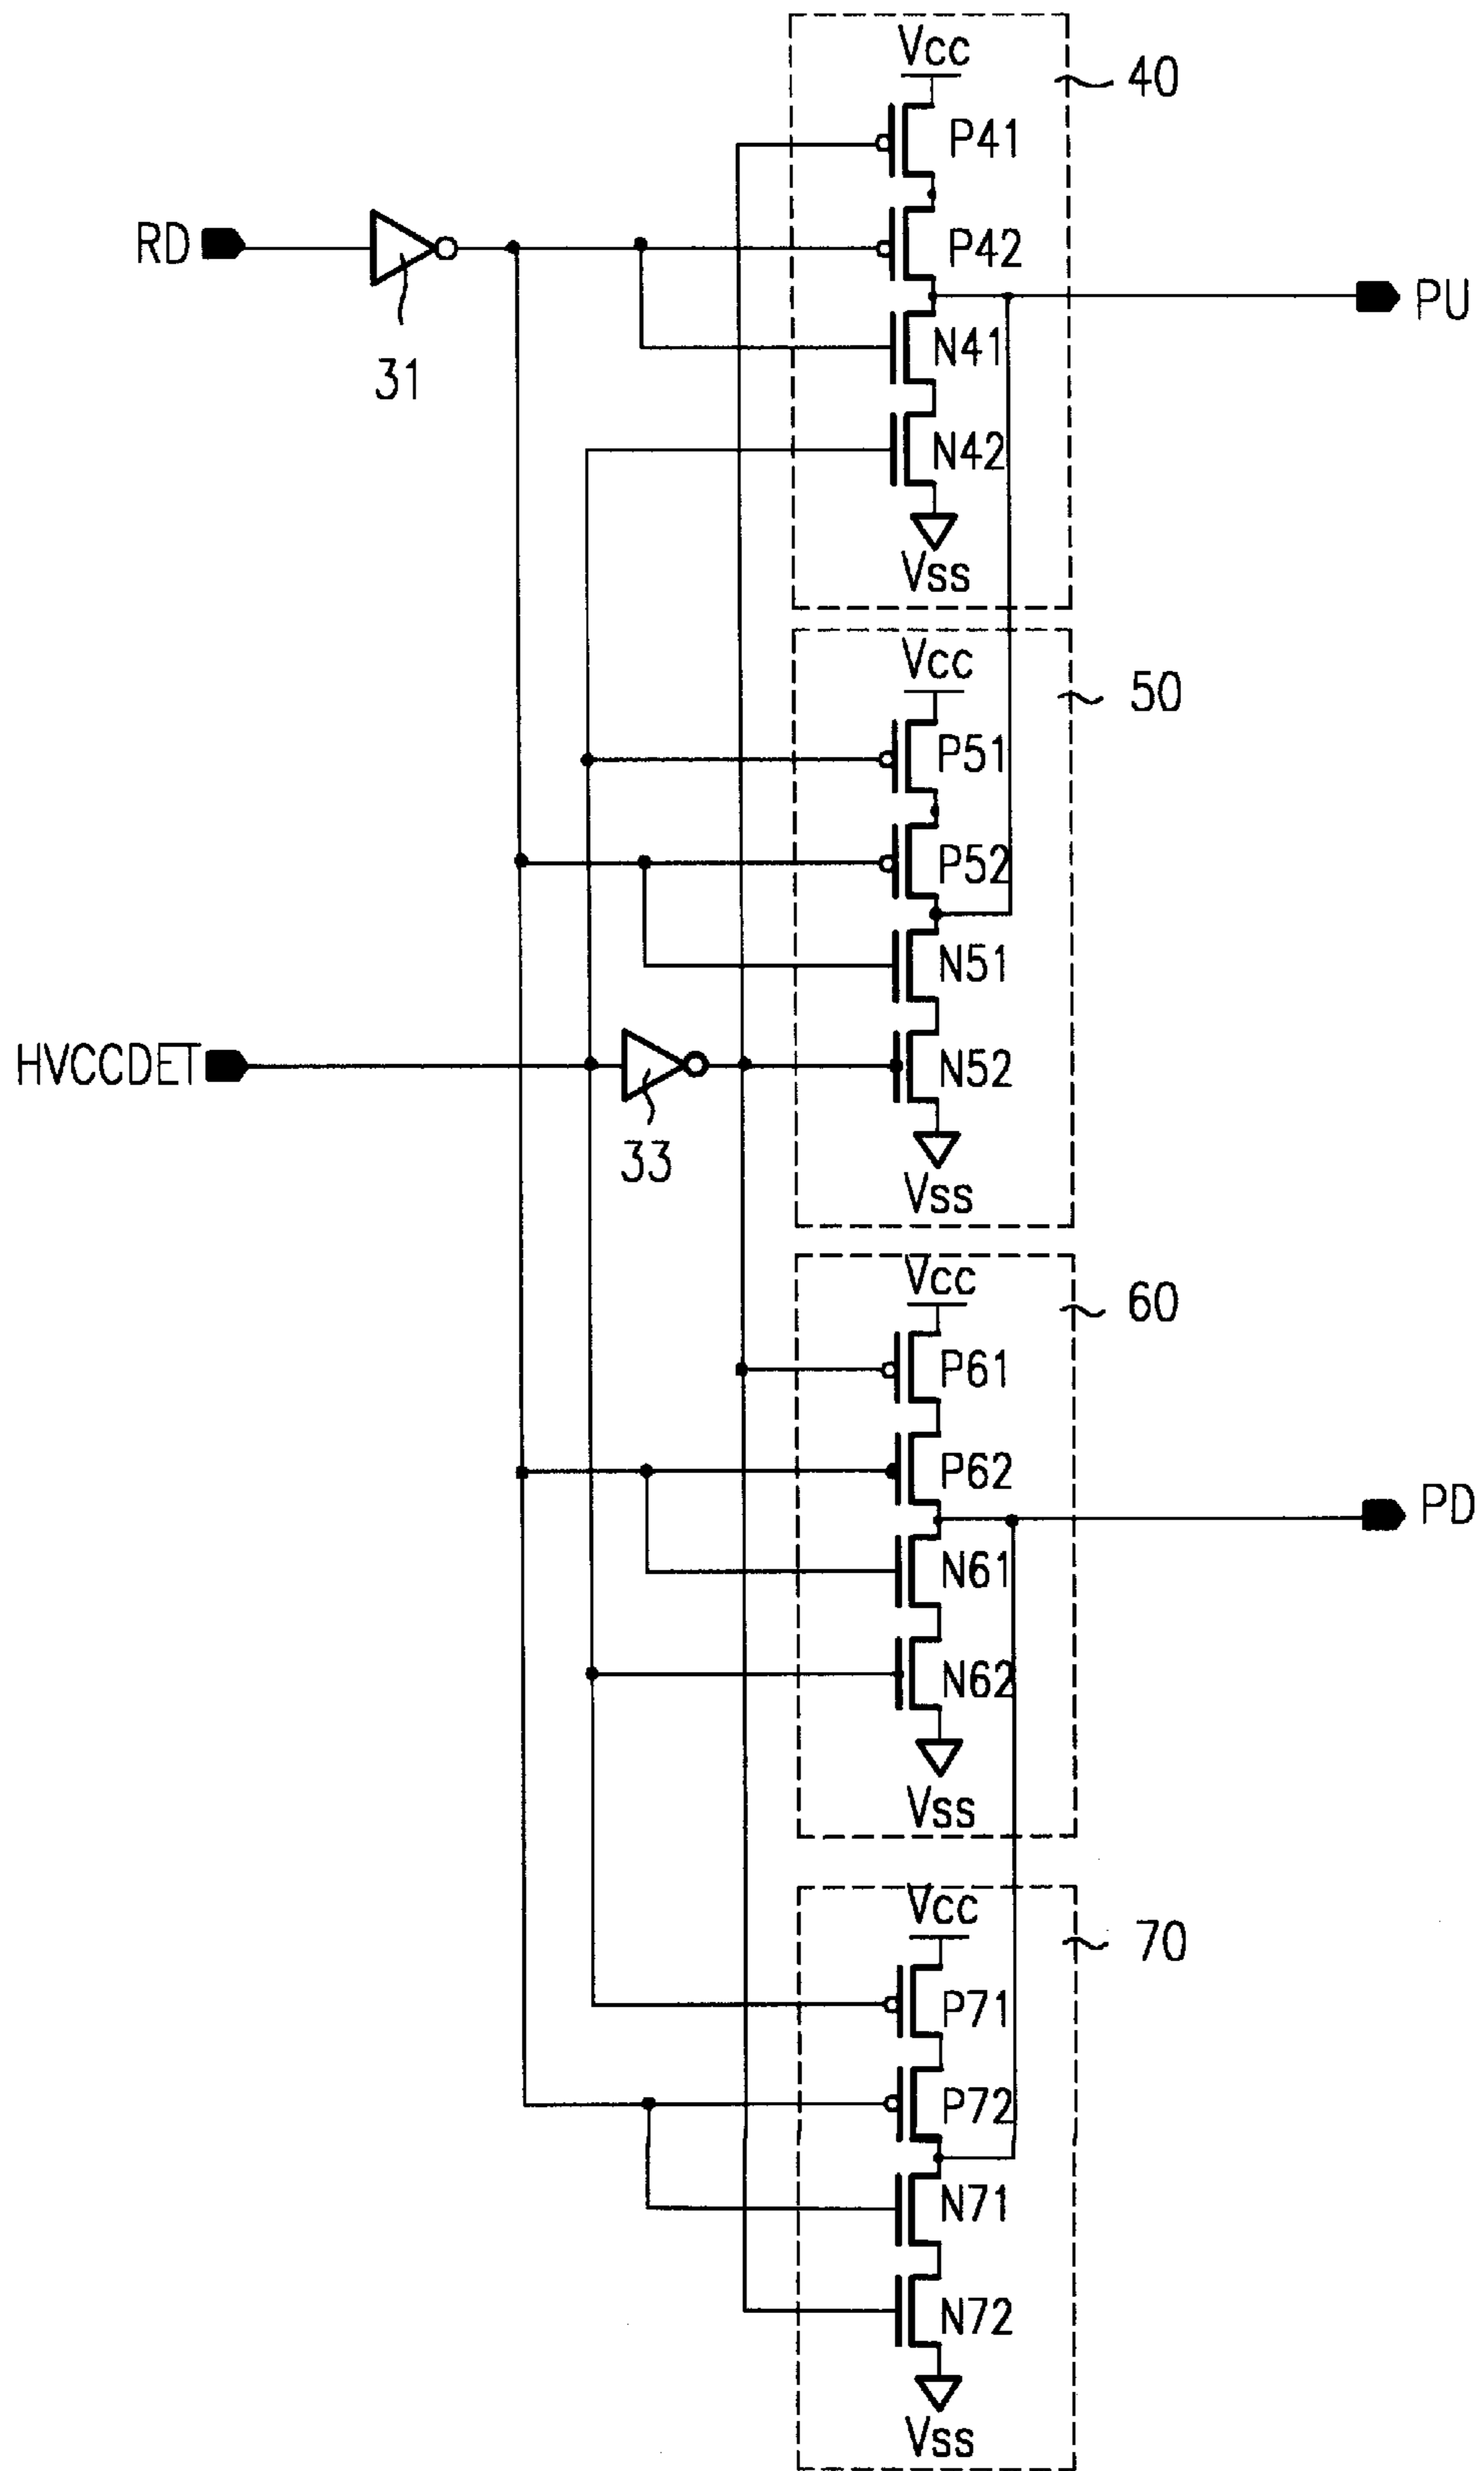 Vcc
40
P41
RD
P42
PU
31
N41
N42
Vss
Vcc
50
P51
P52
N51
HVCCDET
N52
33
Vss
Vcc
60
P61
P62
PD
N61
N62
Vss
Vcc
70
P71
P72
N71
N72
Vss